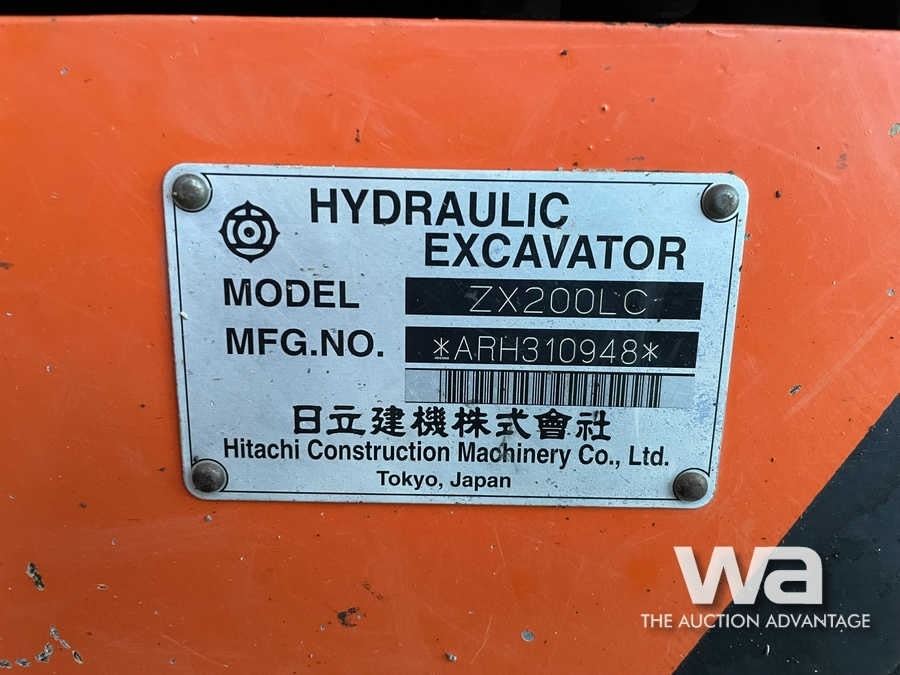 HYDRAULIC
EXCAVATOR
MODEL ZX200LC
MFG.NO. *ARH310948*
日立建機株式會社
Hitachi Construction Machinery Co., Ltd.
Tokyo, Japan
wa
THE AUCTION ADVANTAGE